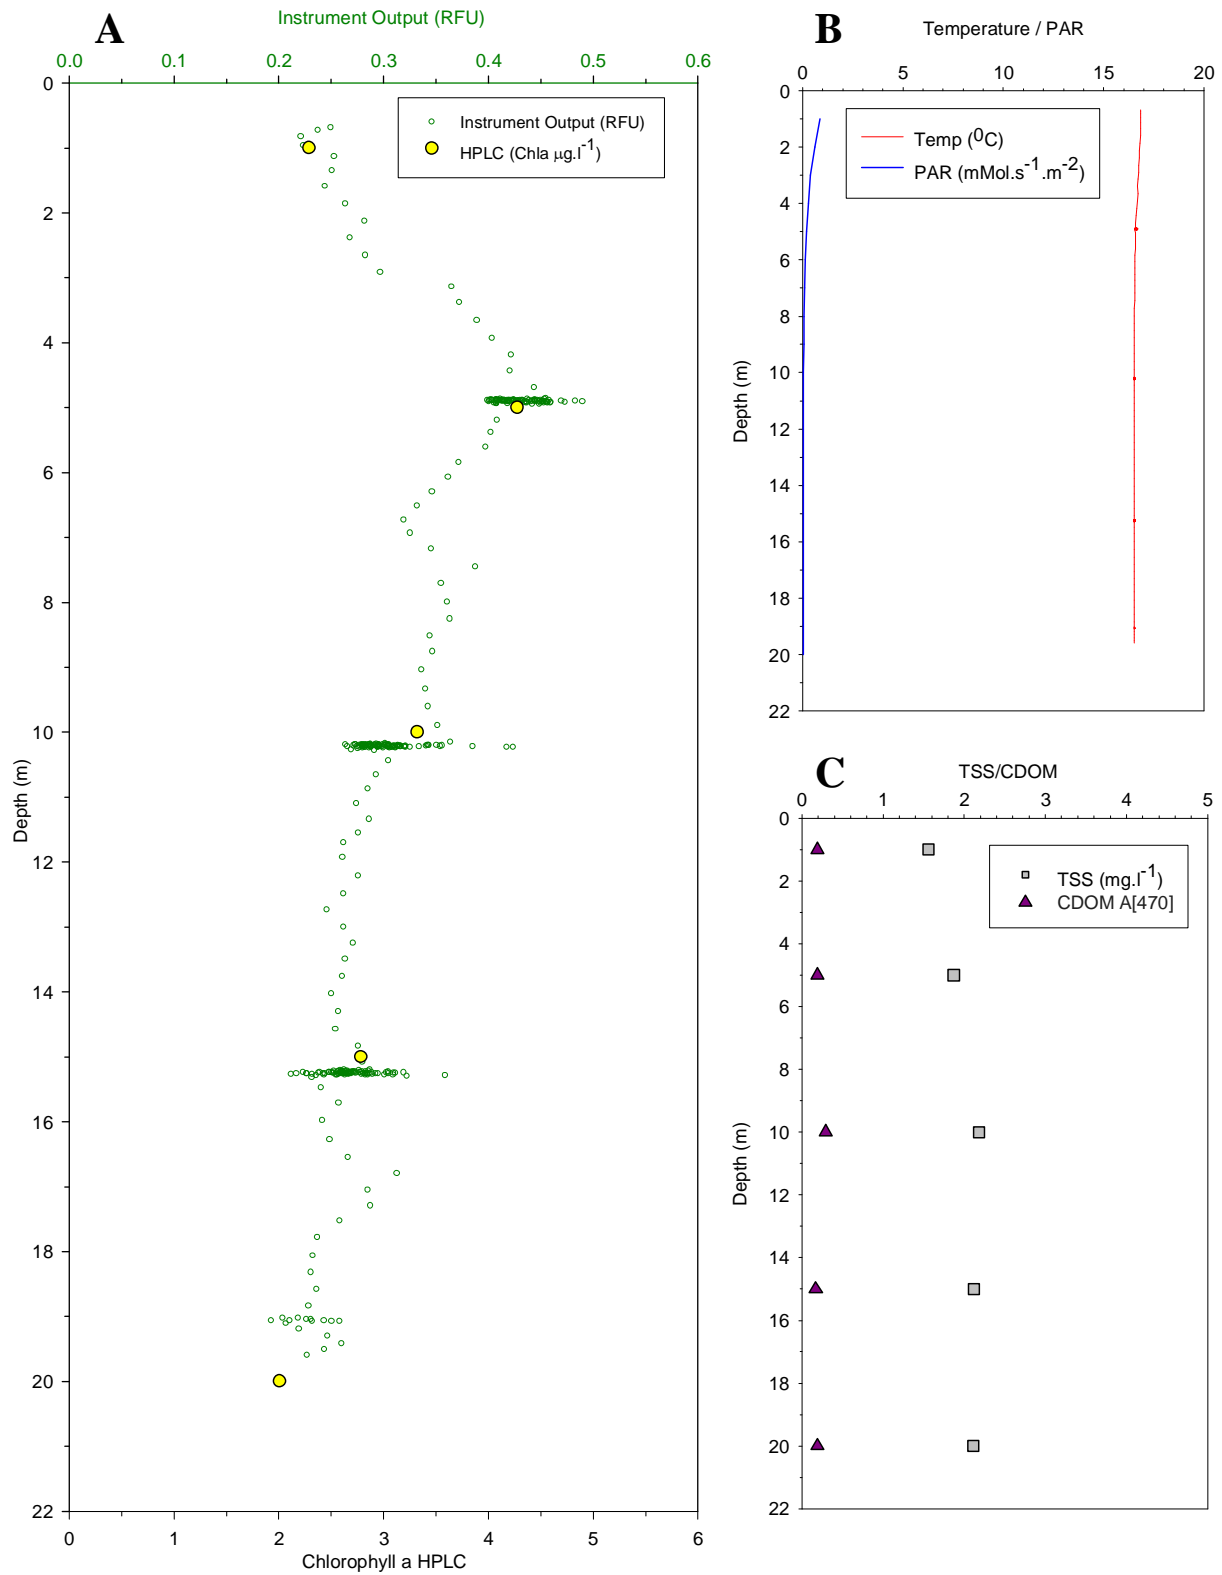 A
Instrument Output (RFU)
0.0 0.2 0.3 0.4 0.5 0.6
0
2
4
6
8
10
12
14
16
18
20
22
Depth (m)
Instrument Output (RFU)
HPLC (Chla μg.l-1)
0 1 2 3 4 5 6
Chlorophyll a HPLC
B
Temperature / PAR
0 5 10 15 20
0
2
4
6
8
10
12
14
16
18
20
22
Depth (m)
Temp (0C)
PAR (mMol.s-1.m-2)
C
TSS/CDOM
0 1 2 3 4 5
0
2
4
6
8
10
12
14
16
18
20
22
Depth (m)
TSS (mg.l-1)
CDOM A[470]